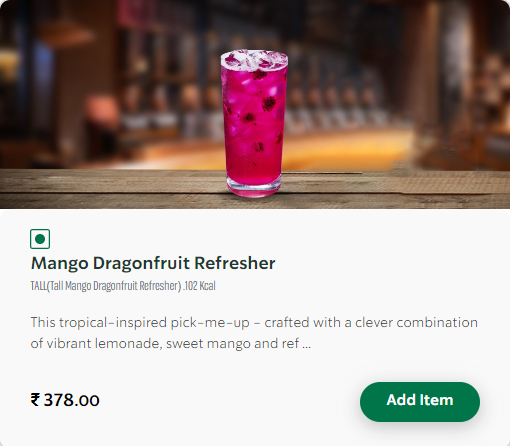 Mango Dragonfruit Refresher
TALL(Tall Mango Dragonfruit Refresher) .102 Kcal
This tropical-inspired pick-me-up – crafted with a clever combination
of vibrant lemonade, sweet mango and ref ...
₹ 378.00
Add Item